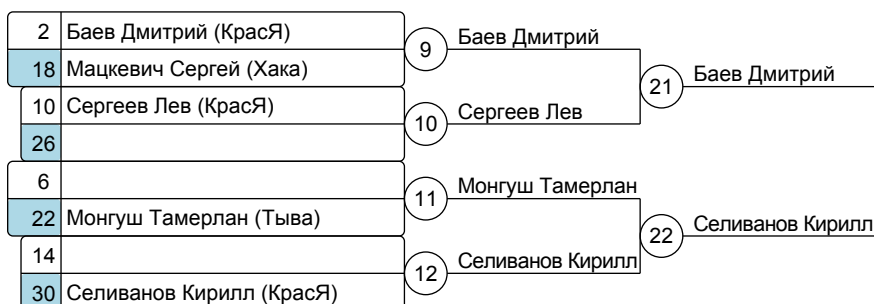 2 Баев Дмитрий (КрасЯ)
18 Мацкевич Сергей (Хака)
9 Баев Дмитрий
10 Сергеев Лев (КрасЯ)
26
10 Сергеев Лев
21 Баев Дмитрий
6
22 Монгуш Тамерлан (Тыва)
11 Монгуш Тамерлан
14
30 Селиванов Кирилл (КрасЯ)
12 Селиванов Кирилл
22 Селиванов Кирилл